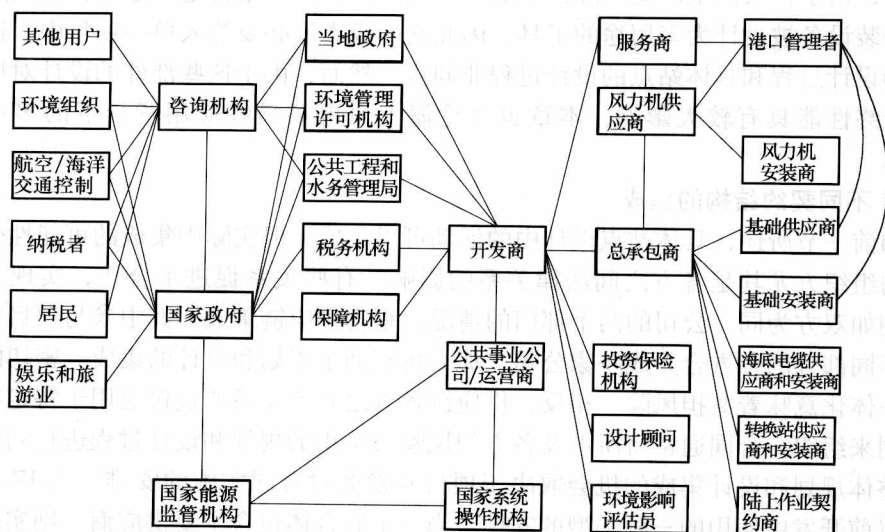 其他用户
环境组织
航空/海洋
交通控制
纳税者
居民
娱乐和旅
游业
咨询机构
国家政府
国家能源
监管机构
当地政府
环境管理
许可机构
公共工程和
水务管理局
税务机构
保障机构
公共事业公
司/运营商
国家系统
操作机构
开发商
服务商
风力机供
应商
总承包商
投资保险
机构
设计顾问
环境影响
评估员
港口管理者
风力机
安装商
基础供应商
基础安装商
海底电缆供
应商和安装商
转换站供应
商和安装商
陆上作业契
约商